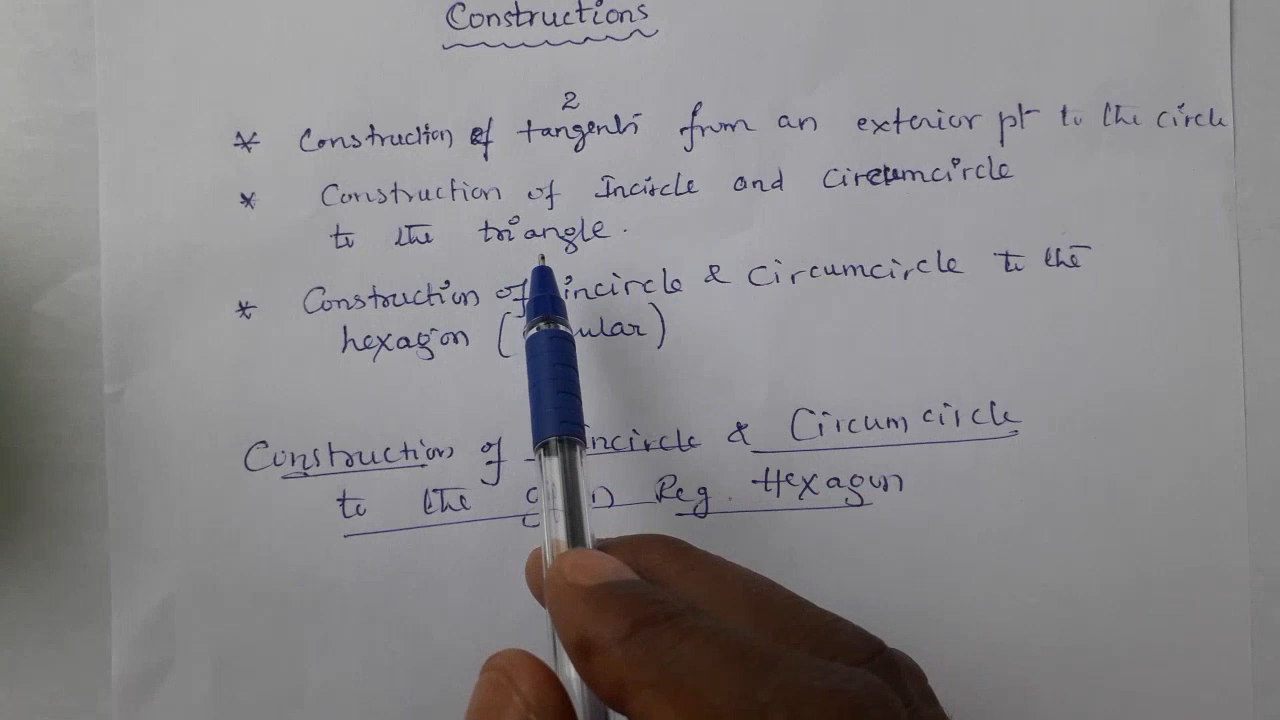 Constructions
2
* Construction of tangents from an exterior pt to the circle
* Construction of Incircle and Circumcircle
to the triangle.
* Construction of incircle & Circumcircle to the
hexagon (
Construction of incircle & Circumcircle
to the Reg. Hexagon